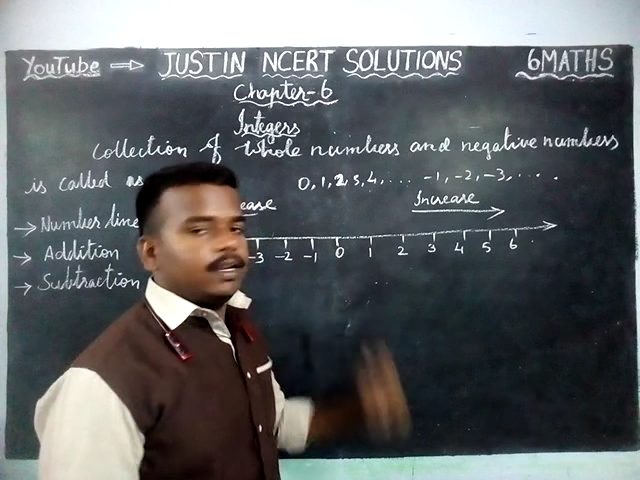 YouTube → JUSTIN NCERT SOLUTIONS 6MATHS
Chapter-6
Integers
Collection of Whole numbers and negative numbers
is called as 0, 1, 2, 3, 4, . . . -1, -2, -3, . . . .
Increase
→ Number line
→ Addition
-3 -2 -1 0 1 2 3 4 5 6
→ Subtraction